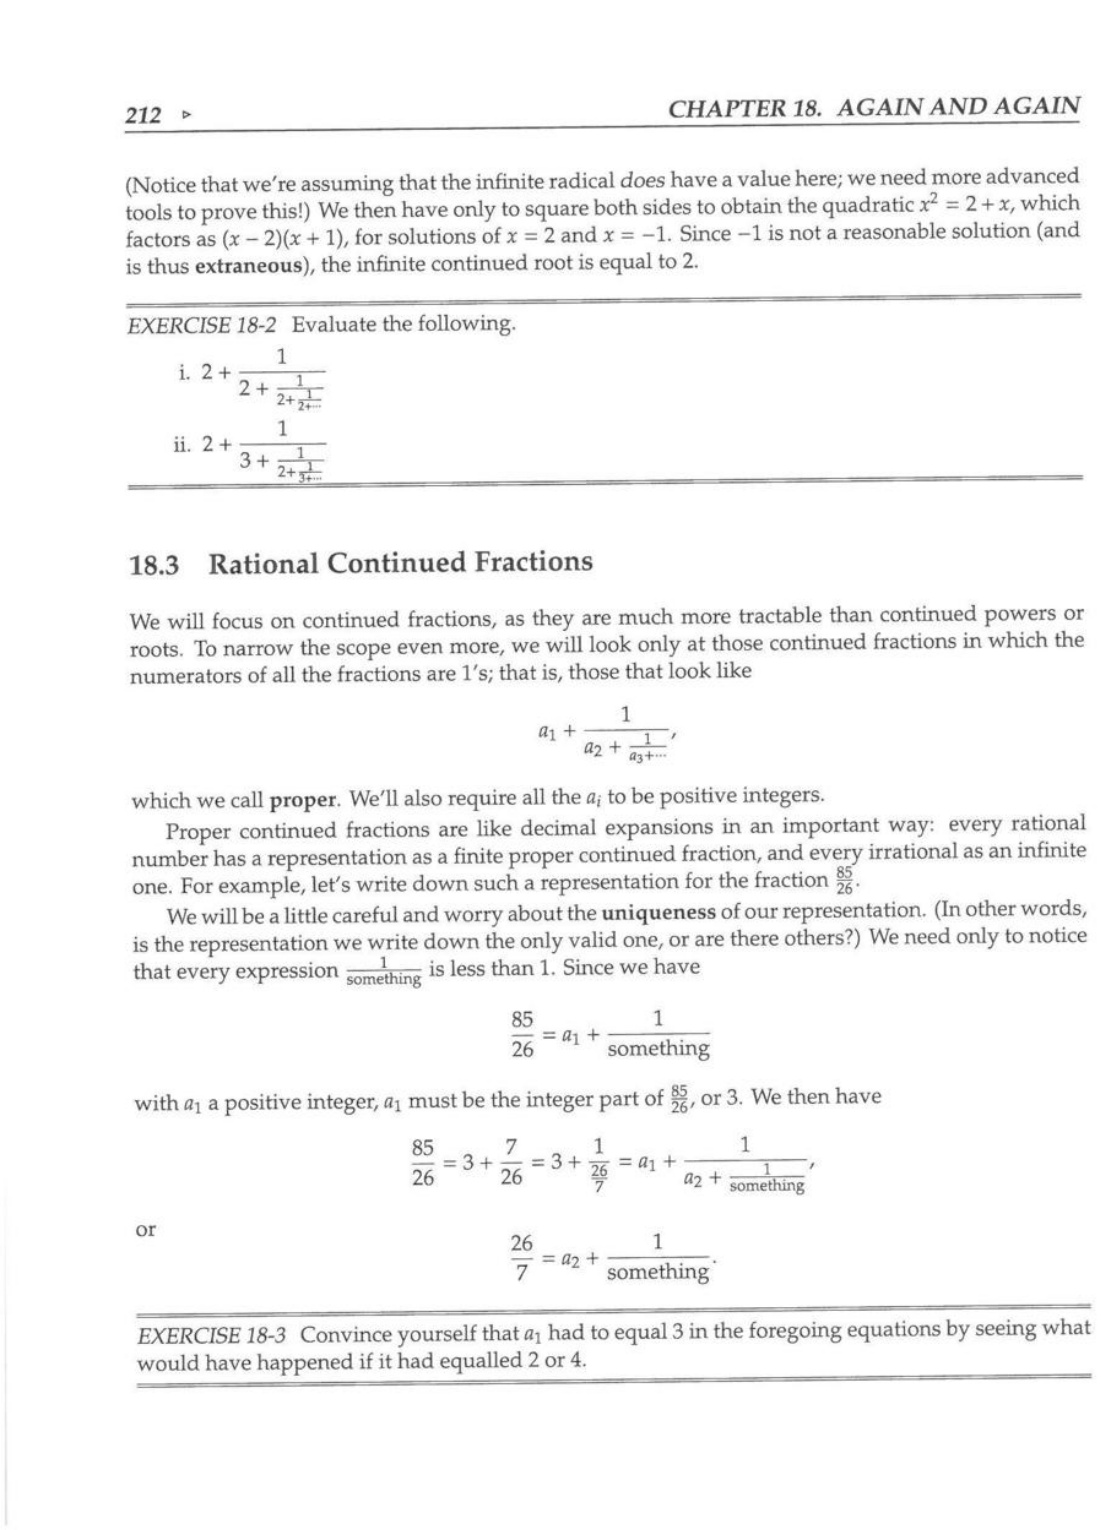 212 ▹ CHAPTER 18. AGAIN AND AGAIN
(Notice that we're assuming that the infinite radical does have a value here; we need more advanced
tools to prove this!) We then have only to square both sides to obtain the quadratic x² = 2 + x, which
factors as (x − 2)(x + 1), for solutions of x = 2 and x = −1. Since −1 is not a reasonable solution (and
is thus extraneous), the infinite continued root is equal to 2.
EXERCISE 18-2 Evaluate the following.
i. 2 + 1/(2 + 1/(2+1/(2+⋯)))
ii. 2 + 1/(3 + 1/(2+1/(3+⋯)))
18.3 Rational Continued Fractions
We will focus on continued fractions, as they are much more tractable than continued powers or
roots. To narrow the scope even more, we will look only at those continued fractions in which the
numerators of all the fractions are 1's; that is, those that look like
a₁ + 1/(a₂ + 1/(a₃+⋯)),
which we call proper. We'll also require all the aᵢ to be positive integers.
Proper continued fractions are like decimal expansions in an important way: every rational
number has a representation as a finite proper continued fraction, and every irrational as an infinite
one. For example, let's write down such a representation for the fraction 85/26.
We will be a little careful and worry about the uniqueness of our representation. (In other words,
is the representation we write down the only valid one, or are there others?) We need only to notice
that every expression 1/something is less than 1. Since we have
85/26 = a₁ + 1/something
with a₁ a positive integer, a₁ must be the integer part of 85/26, or 3. We then have
85/26 = 3 + 7/26 = 3 + 1/(26/7) = a₁ + 1/(a₂ + 1/something),
or
26/7 = a₂ + 1/something.
EXERCISE 18-3 Convince yourself that a₁ had to equal 3 in the foregoing equations by seeing what
would have happened if it had equalled 2 or 4.